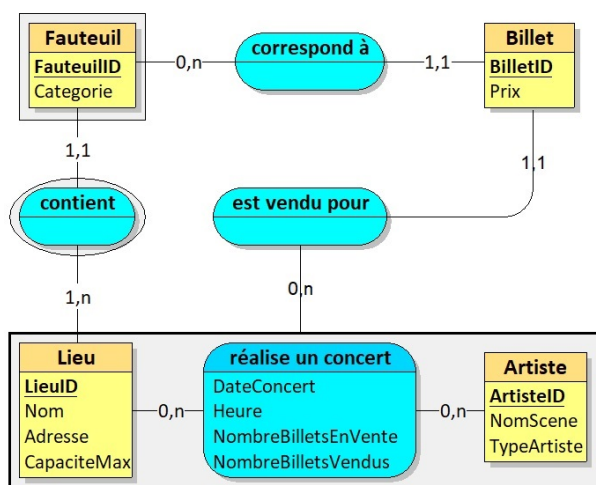 Fauteuil
FauteuilID
Categorie
0,n
correspond à
1,1
Billet
BilletID
Prix
1,1
contient
1,n
est vendu pour
1,1
0,n
Lieu
LieuID
Nom
Adresse
CapaciteMax
0,n
réalise un concert
DateConcert
Heure
NombreBilletsEnVente
NombreBilletsVendus
0,n
Artiste
ArtisteID
NomScene
TypeArtiste